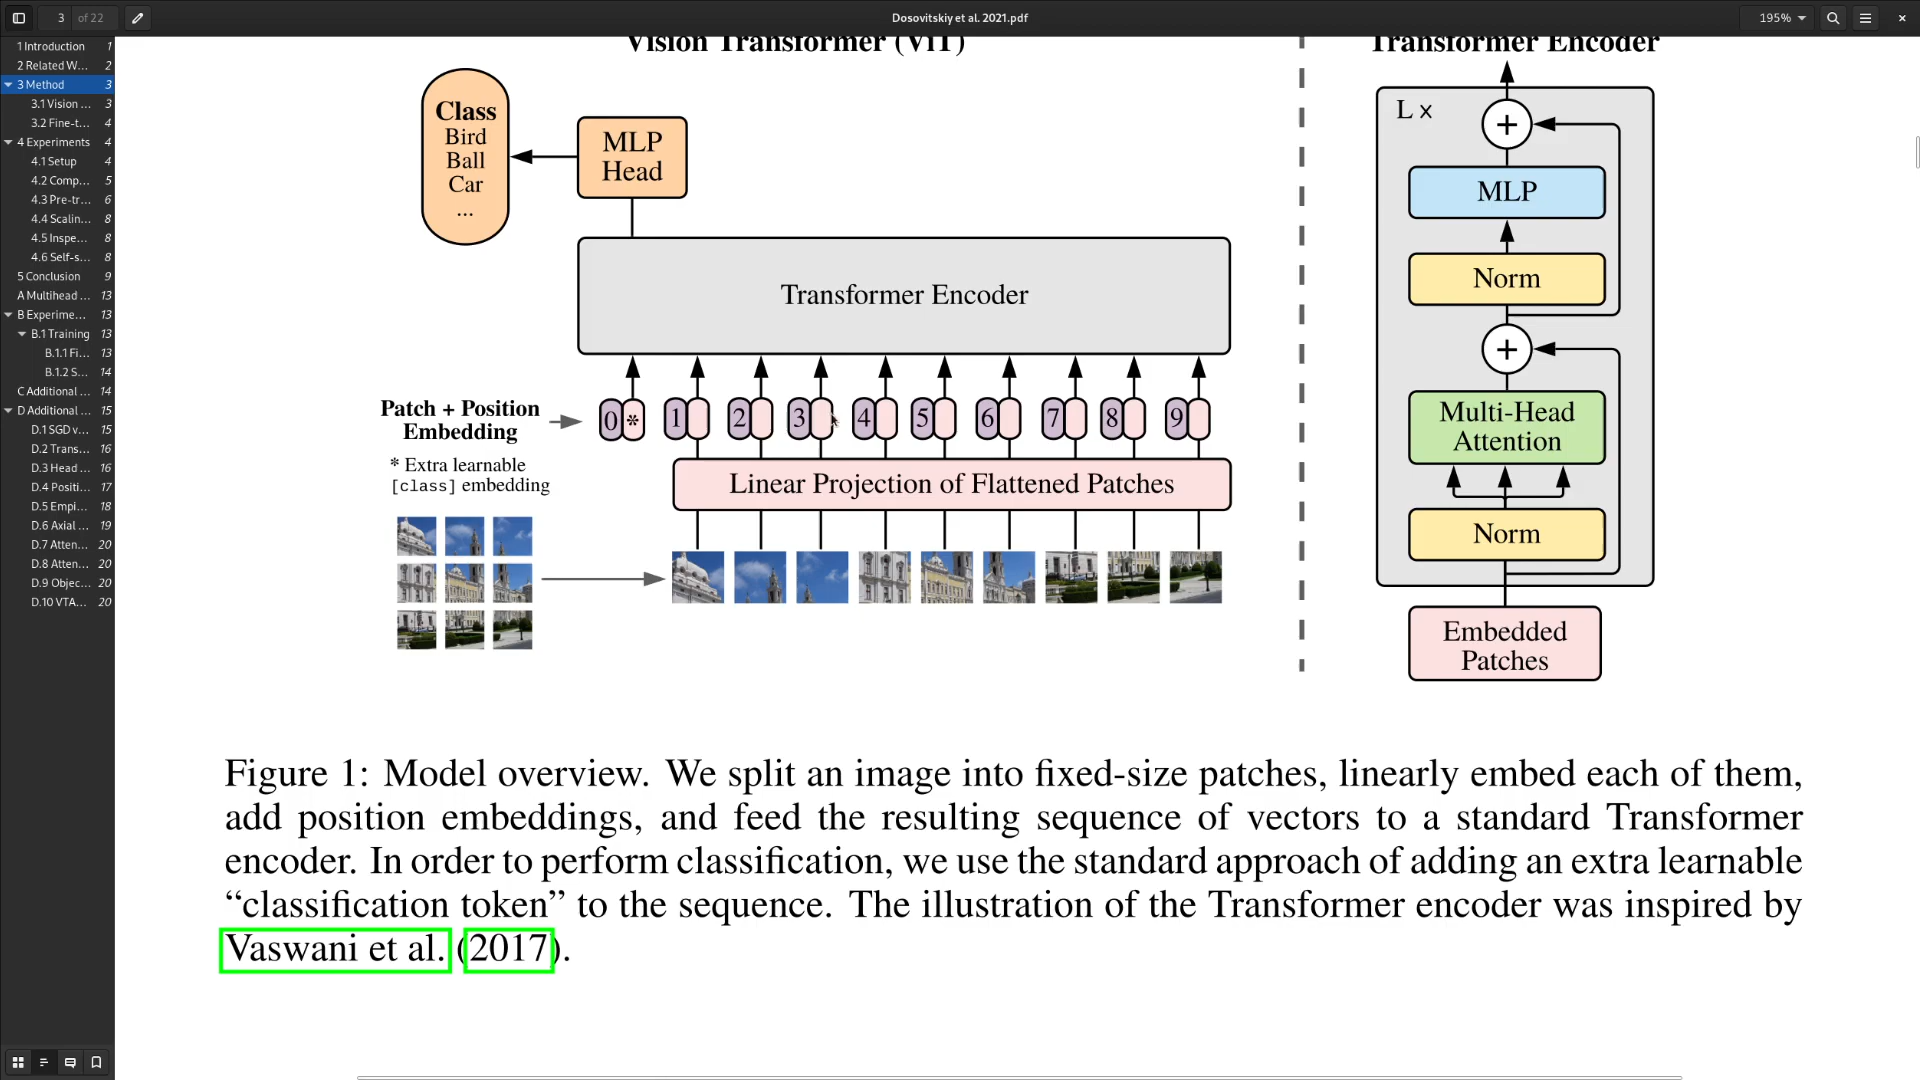 3 of 22
Dosovitskiy et al. 2021.pdf
195%
1 Introduction 1
2 Related W... 2
3 Method 3
3.1 Vision ... 3
3.2 Fine-t... 4
4 Experiments 4
4.1 Setup 4
4.2 Comp... 5
4.3 Pre-tr... 6
4.4 Scalin... 8
4.5 Inspe... 8
4.6 Self-s... 8
5 Conclusion 9
A Multihead ... 13
B Experime... 13
B.1 Training 13
B.1.1 Fi... 13
B.1.2 S... 14
C Additional ... 14
D Additional ... 15
D.1 SGD v... 15
D.2 Trans... 16
D.3 Head ... 16
D.4 Positi... 17
D.5 Empi... 18
D.6 Axial ... 19
D.7 Atten... 20
D.8 Atten... 20
D.9 Objec... 20
D.10 VTA... 20
Vision Transformer (ViT)
Class
Bird
Ball
Car
...
MLP
Head
Transformer Encoder
Patch + Position
Embedding
0 * 1 2 3 4 5 6 7 8 9
* Extra learnable
[class] embedding
Linear Projection of Flattened Patches
Transformer Encoder
L x
+
MLP
Norm
+
Multi-Head
Attention
Norm
Embedded
Patches
Figure 1: Model overview. We split an image into fixed-size patches, linearly embed each of them,
add position embeddings, and feed the resulting sequence of vectors to a standard Transformer
encoder. In order to perform classification, we use the standard approach of adding an extra learnable
“classification token” to the sequence. The illustration of the Transformer encoder was inspired by
Vaswani et al. (2017).